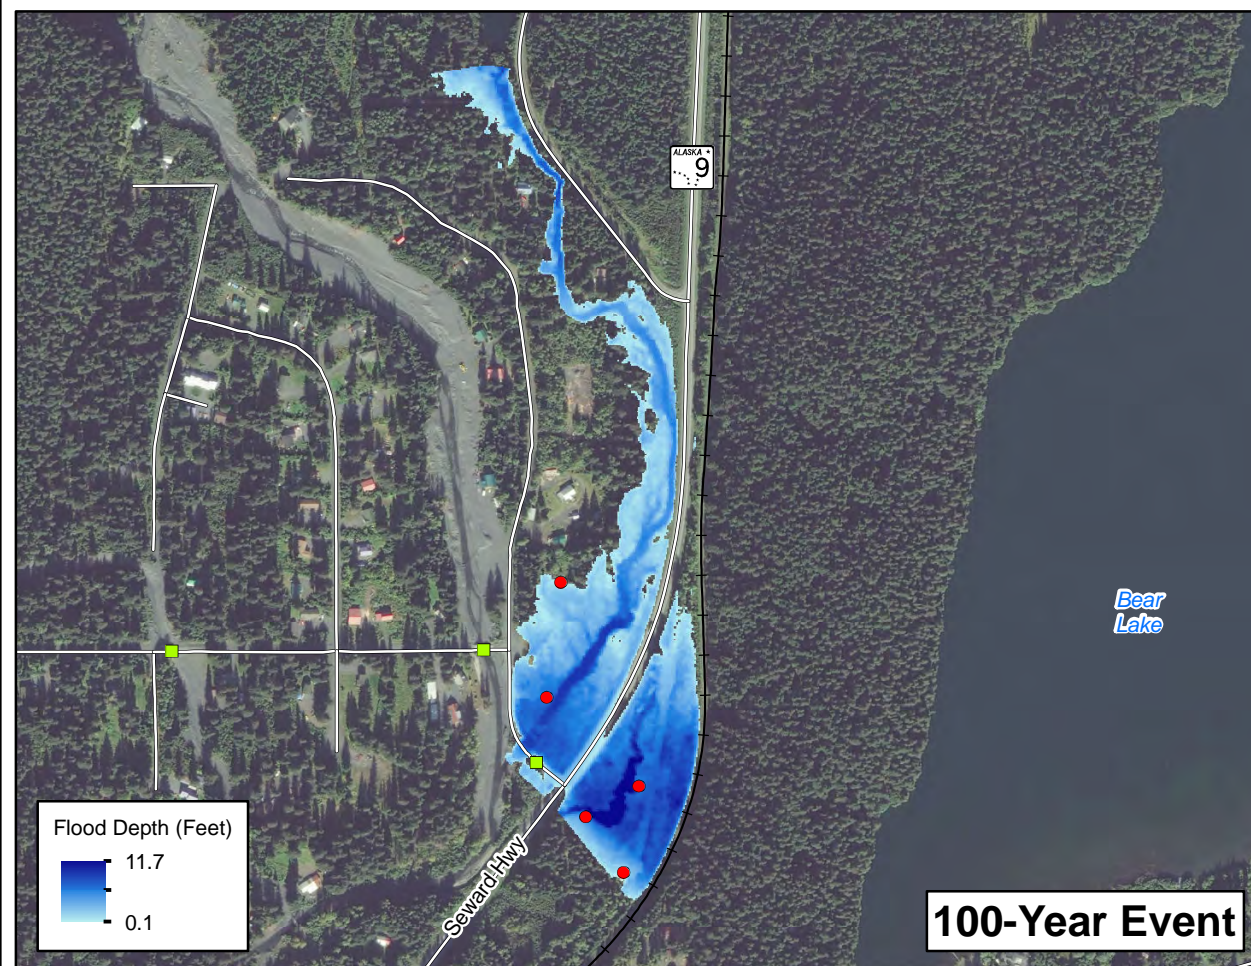 ALASKA
9
Bear
Lake
Flood Depth (Feet)
11.7
0.1
Seward Hwy
100-Year Event